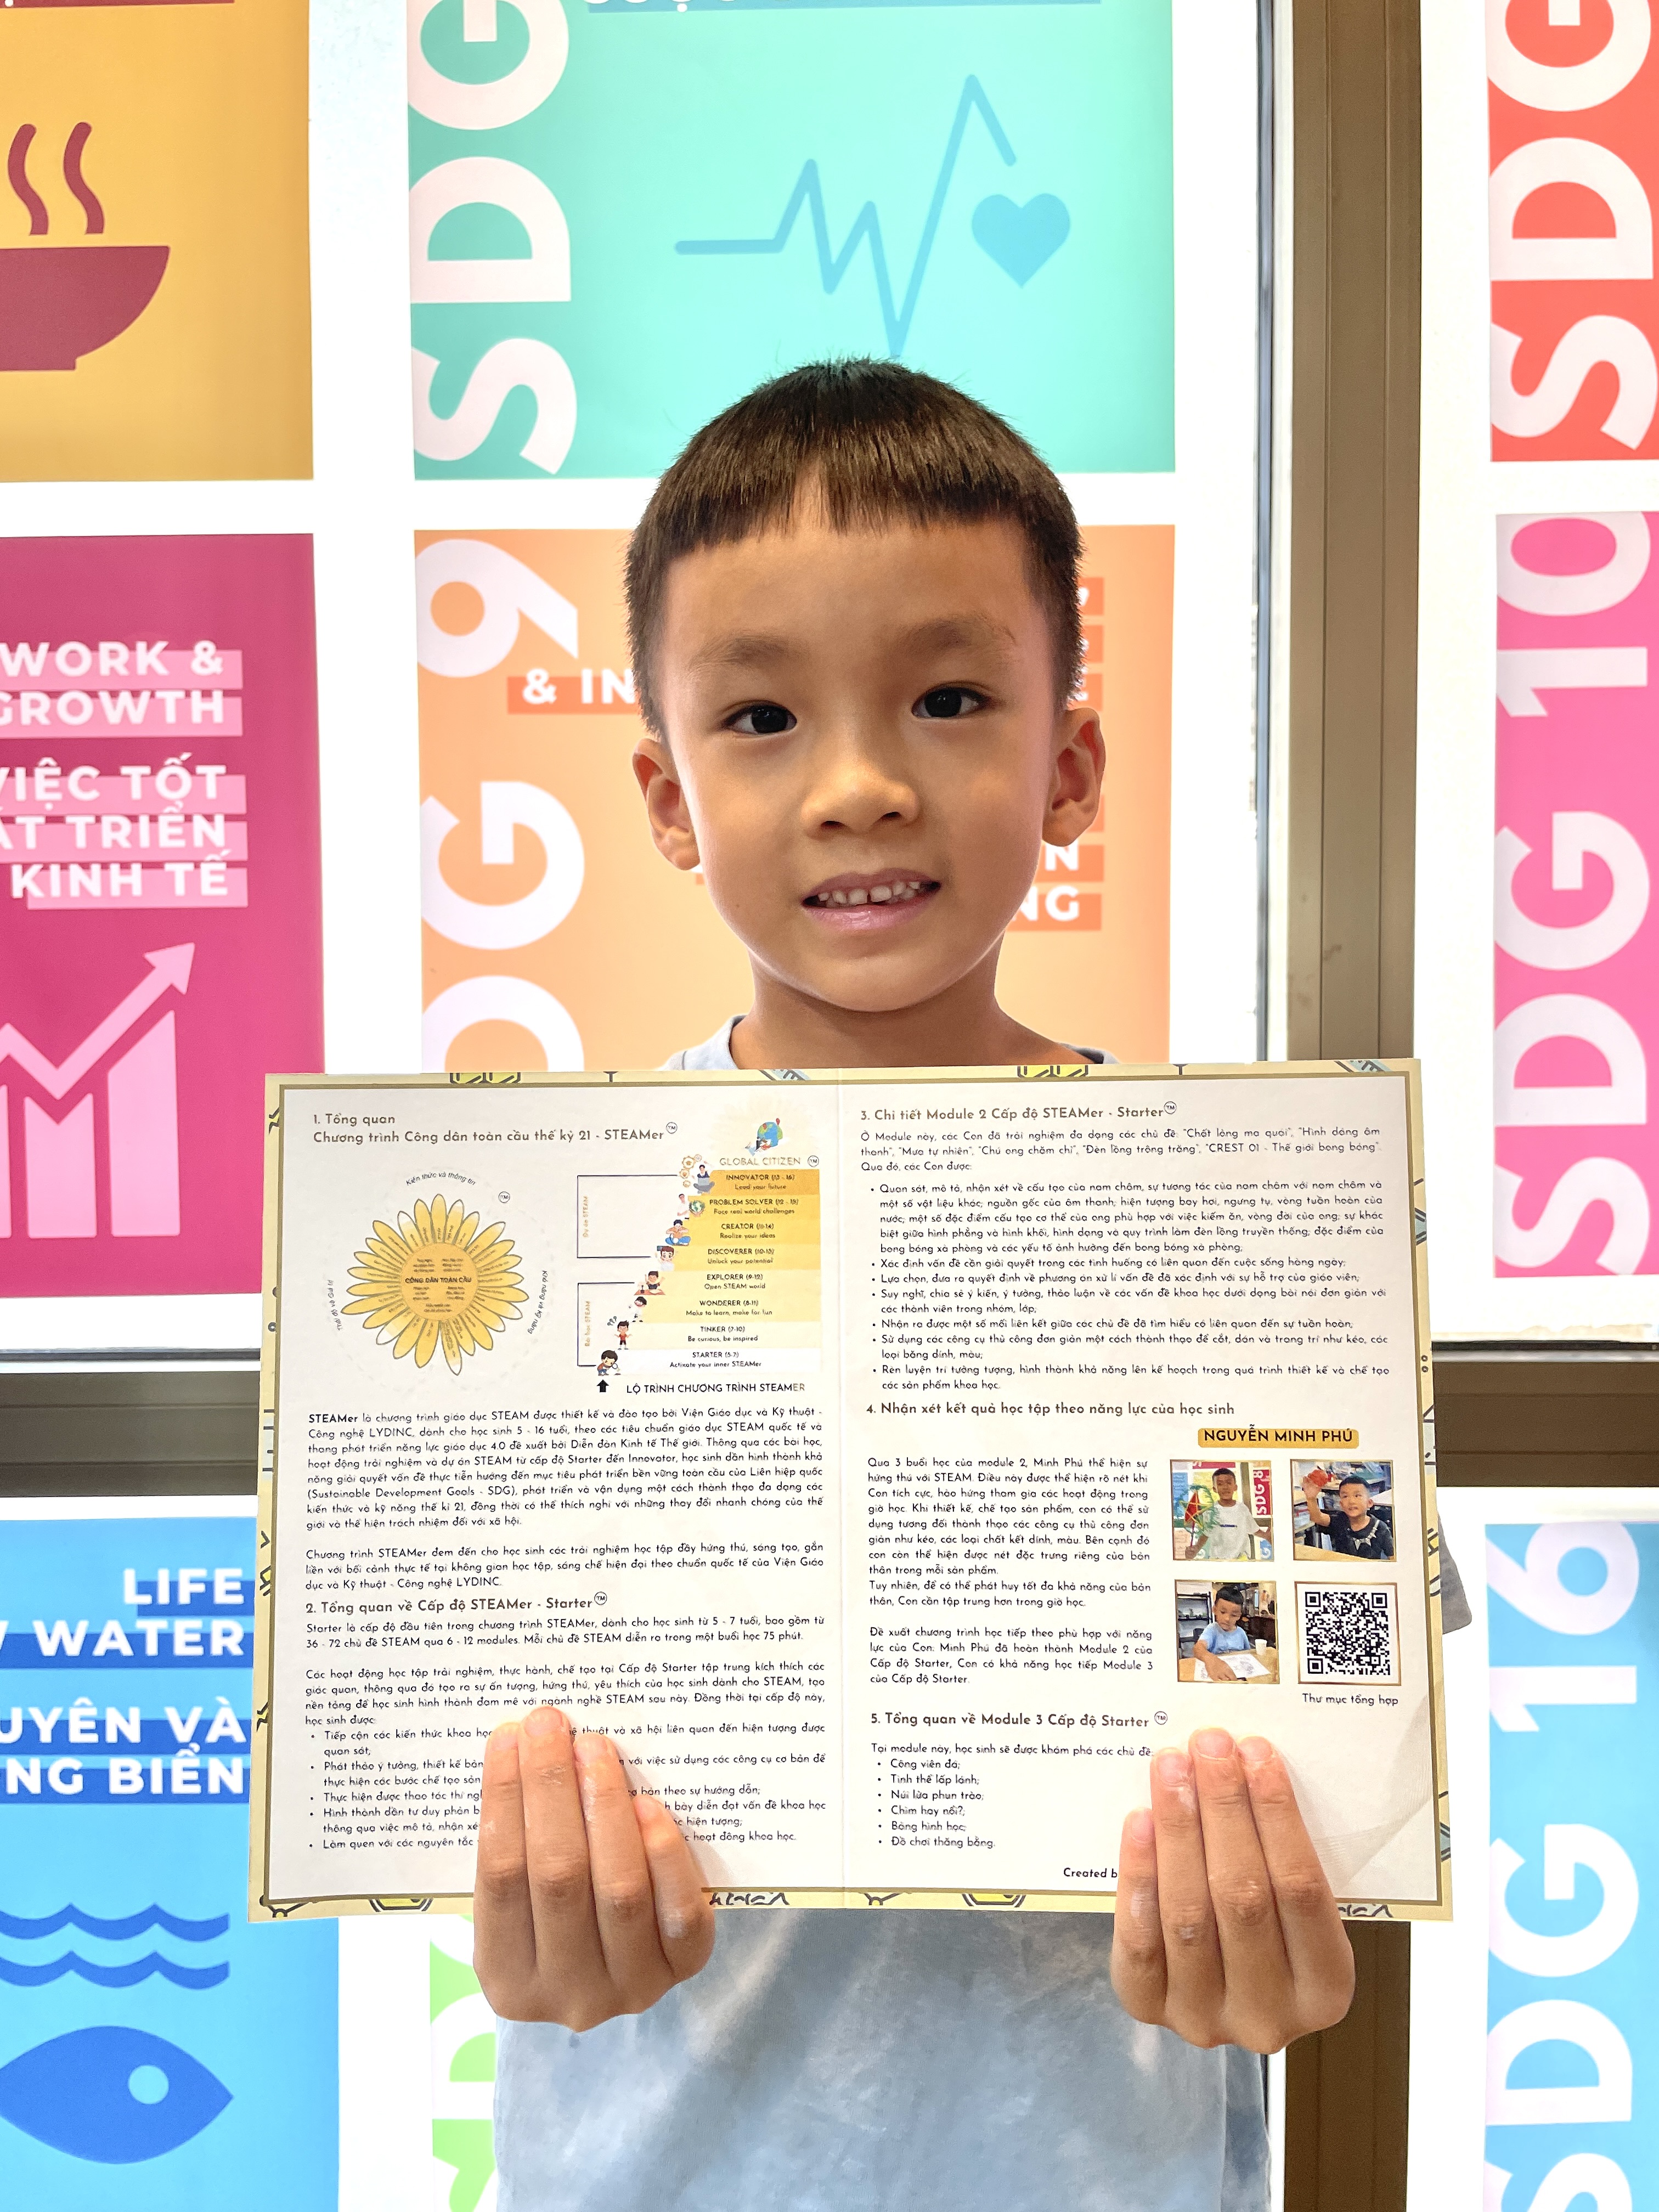 SDG
SDG
WORK &
GROWTH
VIỆC TỐT
ÁT TRIỂN
KINH TẾ
SDG 9
& IN
NG
SDG 10
LIFE
WATER
UYÊN VÀ
NG BIỂN
SDG 16
1. Tổng quan
Chương trình Công dân toàn cầu thế kỷ 21 - STEAMer™
Kiến thức và thông tin
CÔNG DÂN TOÀN CẦU
GLOBAL CITIZEN ™
INNOVATOR (13 - 16)
Lead your future
PROBLEM SOLVER (12 - 15)
Face real world challenges
CREATOR (11-14)
Realize your ideas
DISCOVERER (10-13)
Unlock your potential
EXPLORER (9-12)
Open STEAM world
WONDERER (8-11)
Make to learn, make for fun
TINKER (7-10)
Be curious, be inspired
STARTER (5-7)
Activate your inner STEAMer
LỘ TRÌNH CHƯƠNG TRÌNH STEAMER
STEAMer là chương trình giáo dục STEAM được thiết kế và đào tạo bởi Viện Giáo dục và Kỹ thuật -
Công nghệ LYDINC, dành cho học sinh 5 - 16 tuổi, theo các tiêu chuẩn giáo dục STEAM quốc tế và
thang phát triển năng lực giáo dục 4.0 đề xuất bởi Diễn đàn Kinh tế Thế giới. Thông qua các bài học,
hoạt động trải nghiệm và dự án STEAM từ cấp độ Starter đến Innovator, học sinh dần hình thành khả
năng giải quyết vấn đề thực tiễn hướng đến mục tiêu phát triển bền vững toàn cầu của Liên hiệp quốc
(Sustainable Development Goals - SDG), phát triển và vận dụng một cách thành thạo đa dạng các
kiến thức và kỹ năng thế kỉ 21, đồng thời có thể thích nghi với những thay đổi nhanh chóng của thế
giới và thể hiện trách nhiệm đối với xã hội.
Chương trình STEAMer đem đến cho học sinh các trải nghiệm học tập đầy hứng thú, sáng tạo, gắn
liền với bối cảnh thực tế tại không gian học tập, sáng chế hiện đại theo chuẩn quốc tế của Viện Giáo
dục và Kỹ thuật - Công nghệ LYDINC.
2. Tổng quan về Cấp độ STEAMer - Starter™
Starter là cấp độ đầu tiên trong chương trình STEAMer, dành cho học sinh từ 5 - 7 tuổi, bao gồm từ
36 - 72 chủ đề STEAM qua 6 - 12 modules. Mỗi chủ đề STEAM diễn ra trong một buổi học 75 phút.
Các hoạt động học tập trải nghiệm, thực hành, chế tạo tại Cấp độ Starter tập trung kích thích các
giác quan, thông qua đó tạo ra sự ấn tượng, hứng thú, yêu thích của học sinh dành cho STEAM, tạo
nền tảng để học sinh hình thành đam mê với ngành nghề STEAM sau này. Đồng thời tại cấp độ này,
học sinh được:
• Tiếp cận các kiến thức khoa học thuật và xã hội liên quan đến hiện tượng được
quan sát;
• Phát thảo ý tưởng, thiết kế bản với việc sử dụng các công cụ cơ bản để
thực hiện các bước chế tạo sản
• Thực hiện được thao tác thí ngh bản theo sự hướng dẫn;
• Hình thành dần tư duy phản b bày diễn đạt vấn đề khoa học
thông qua việc mô tả, nhận xé hiện tượng;
• Làm quen với các nguyên tắc hoạt động khoa học.
3. Chi tiết Module 2 Cấp độ STEAMer - Starter™
Ở Module này, các Con đã trải nghiệm đa dạng các chủ đề: "Chất lỏng ma quái", "Hình dáng âm
thanh", "Mưa tự nhiên", "Chú ong chăm chỉ", "Đèn lồng trông trăng", "CREST 01 - Thế giới bong bóng".
Qua đó, các Con được:
• Quan sát, mô tả, nhận xét về cấu tạo của nam châm, sự tương tác của nam châm với nam châm và
một số vật liệu khác; nguồn gốc của âm thanh; hiện tượng bay hơi, ngưng tụ, vòng tuần hoàn của
nước; một số đặc điểm cấu tạo cơ thể của ong phù hợp với việc kiếm ăn, vòng đời của ong; sự khác
biệt giữa hình phẳng và hình khối, hình dạng và quy trình làm đèn lồng truyền thống; đặc điểm của
bong bóng xà phòng và các yếu tố ảnh hưởng đến bong bóng xà phòng;
• Xác định vấn đề cần giải quyết trong các tình huống có liên quan đến cuộc sống hàng ngày;
• Lựa chọn, đưa ra quyết định về phương án xử lí vấn đề đã xác định với sự hỗ trợ của giáo viên;
• Suy nghĩ, chia sẻ ý kiến, ý tưởng, thảo luận về các vấn đề khoa học dưới dạng bài nói đơn giản với
các thành viên trong nhóm, lớp;
• Nhận ra được một số mối liên kết giữa các chủ đề đã tìm hiểu có liên quan đến sự tuần hoàn;
• Sử dụng các công cụ thủ công đơn giản một cách thành thạo để cắt, dán và trang trí như kéo, các
loại băng dính, màu;
• Rèn luyện trí tưởng tượng, hình thành khả năng lên kế hoạch trong quá trình thiết kế và chế tạo
các sản phẩm khoa học.
4. Nhận xét kết quả học tập theo năng lực của học sinh
NGUYỄN MINH PHÚ
Qua 3 buổi học của module 2, Minh Phú thể hiện sự
hứng thú với STEAM. Điều này được thể hiện rõ nét khi
Con tích cực, hào hứng tham gia các hoạt động trong
giờ học. Khi thiết kế, chế tạo sản phẩm, con có thể sử
dụng tương đối thành thạo các công cụ thủ công đơn
giản như kéo, các loại chất kết dính, màu. Bên cạnh đó
con còn thể hiện được nét đặc trưng riêng của bản
thân trong mỗi sản phẩm.
Tuy nhiên, để có thể phát huy tốt đa khả năng của bản
thân, Con cần tập trung hơn trong giờ học.
Đề xuất chương trình học tiếp theo phù hợp với năng
lực của Con: Minh Phú đã hoàn thành Module 2 của
Cấp độ Starter, Con có khả năng học tiếp Module 3
của Cấp độ Starter.
Thư mục tổng hợp
5. Tổng quan về Module 3 Cấp độ Starter ™
Tại module này, học sinh sẽ được khám phá các chủ đề:
• Công viên đá;
• Tinh thể lấp lánh;
• Núi lửa phun trào;
• Chìm hay nổi?;
• Bảng hình học;
• Đồ chơi thăng bằng.
Created b